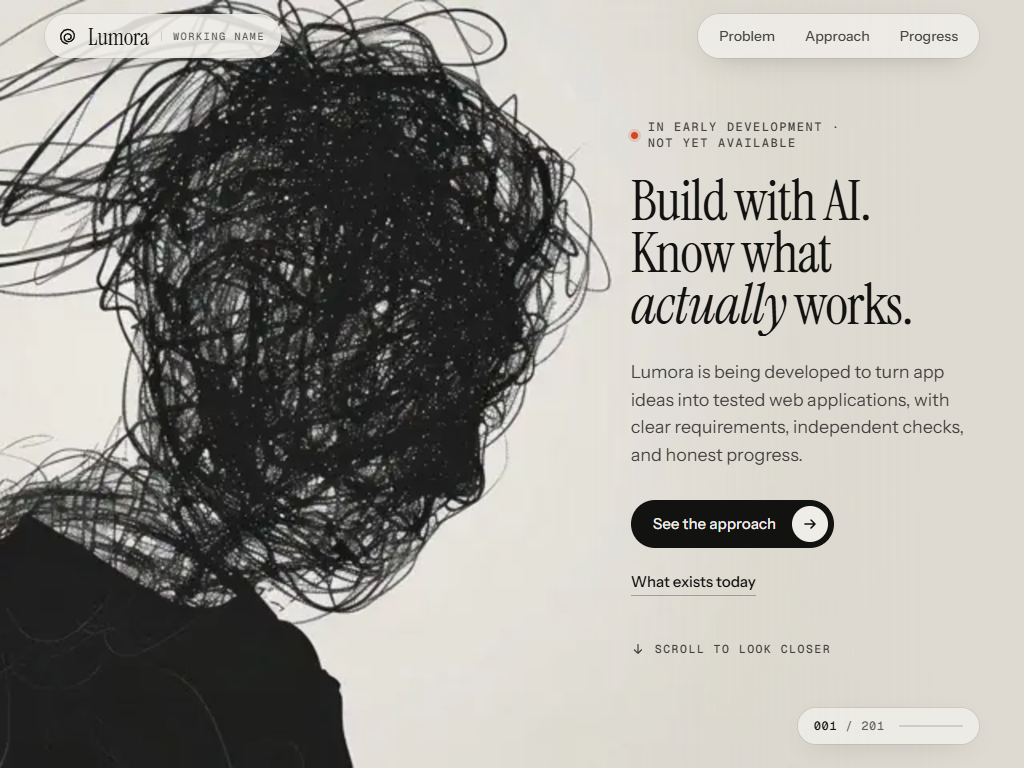 Lumora
WORKING NAME
Problem
Approach
Progress
IN EARLY DEVELOPMENT ·
NOT YET AVAILABLE
Build with AI.
Know what
actually works.
Lumora is being developed to turn app
ideas into tested web applications, with
clear requirements, independent checks,
and honest progress.
See the approach
What exists today
SCROLL TO LOOK CLOSER
001 / 201